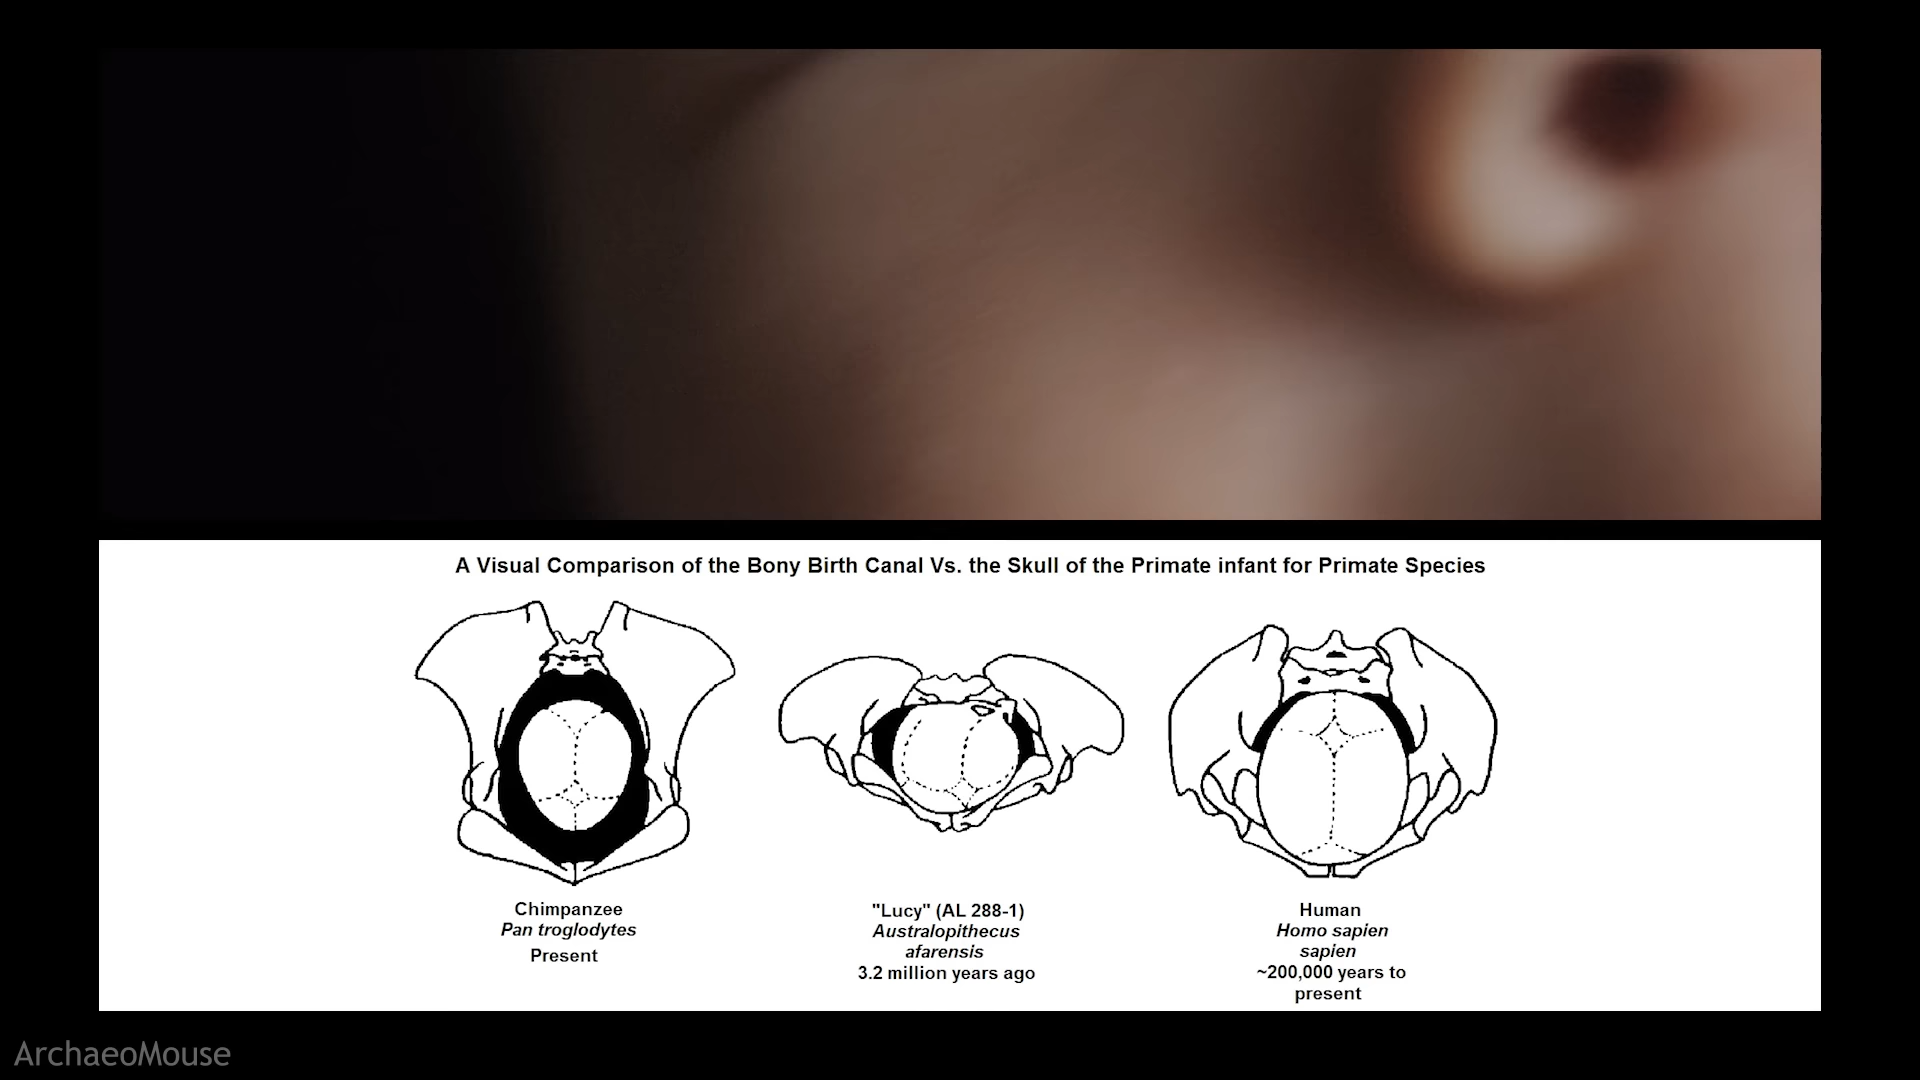 A Visual Comparison of the Bony Birth Canal Vs. the Skull of the Primate infant for Primate Species
Chimpanzee
Pan troglodytes
Present
"Lucy" (AL 288-1)
Australopithecus
afarensis
3.2 million years ago
Human
Homo sapien
sapien
~200,000 years to
present
ArchaeoMouse